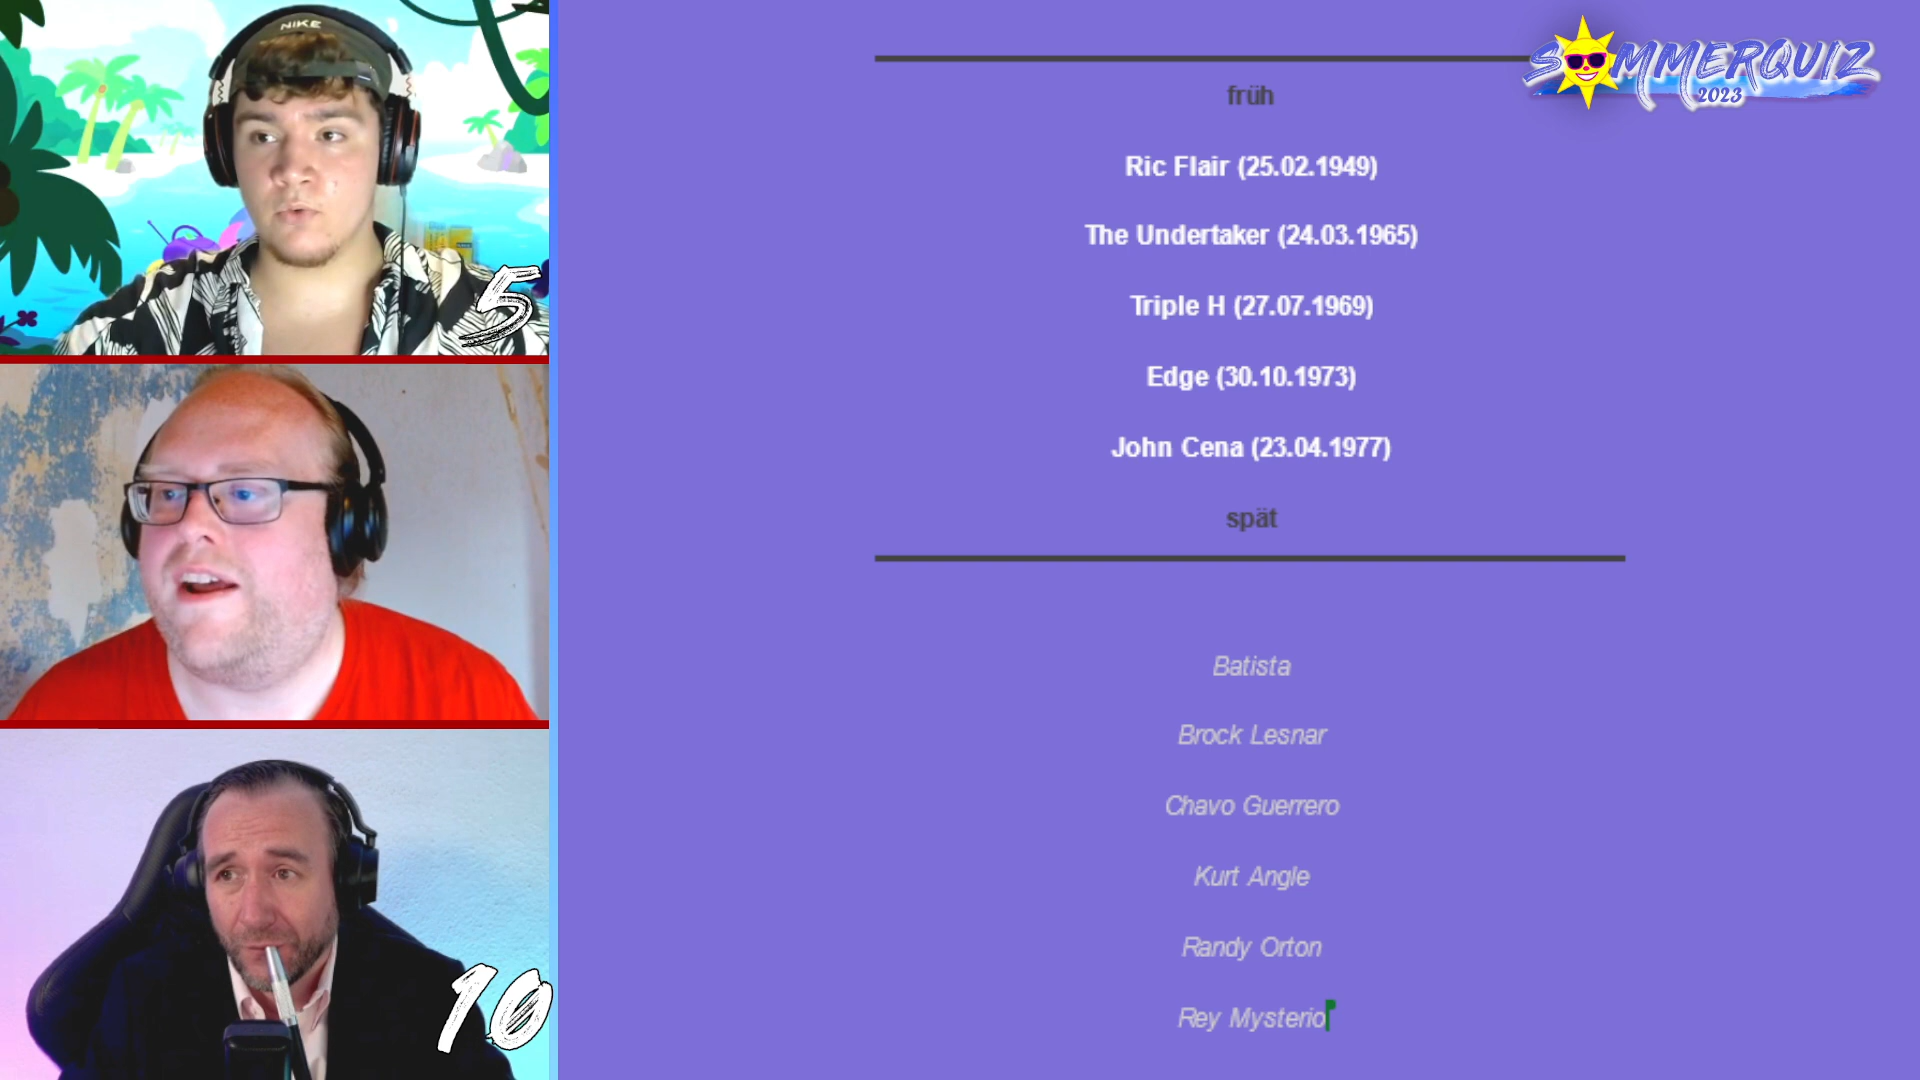 NIKE
5
10
SOMMERQUIZ
2023
früh
Ric Flair (25.02.1949)
The Undertaker (24.03.1965)
Triple H (27.07.1969)
Edge (30.10.1973)
John Cena (23.04.1977)
spät
Batista
Brock Lesnar
Chavo Guerrero
Kurt Angle
Randy Orton
Rey Mysterio